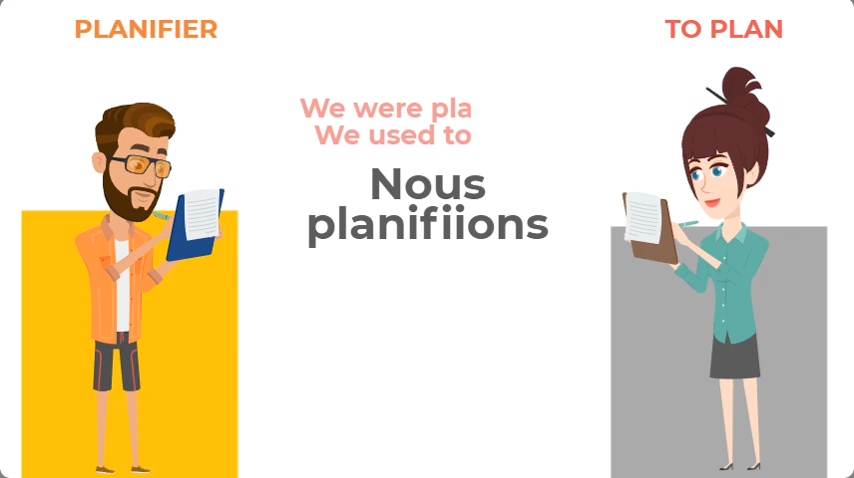 PLANIFIER
TO PLAN
We were pla
We used to
Nous
planifiions